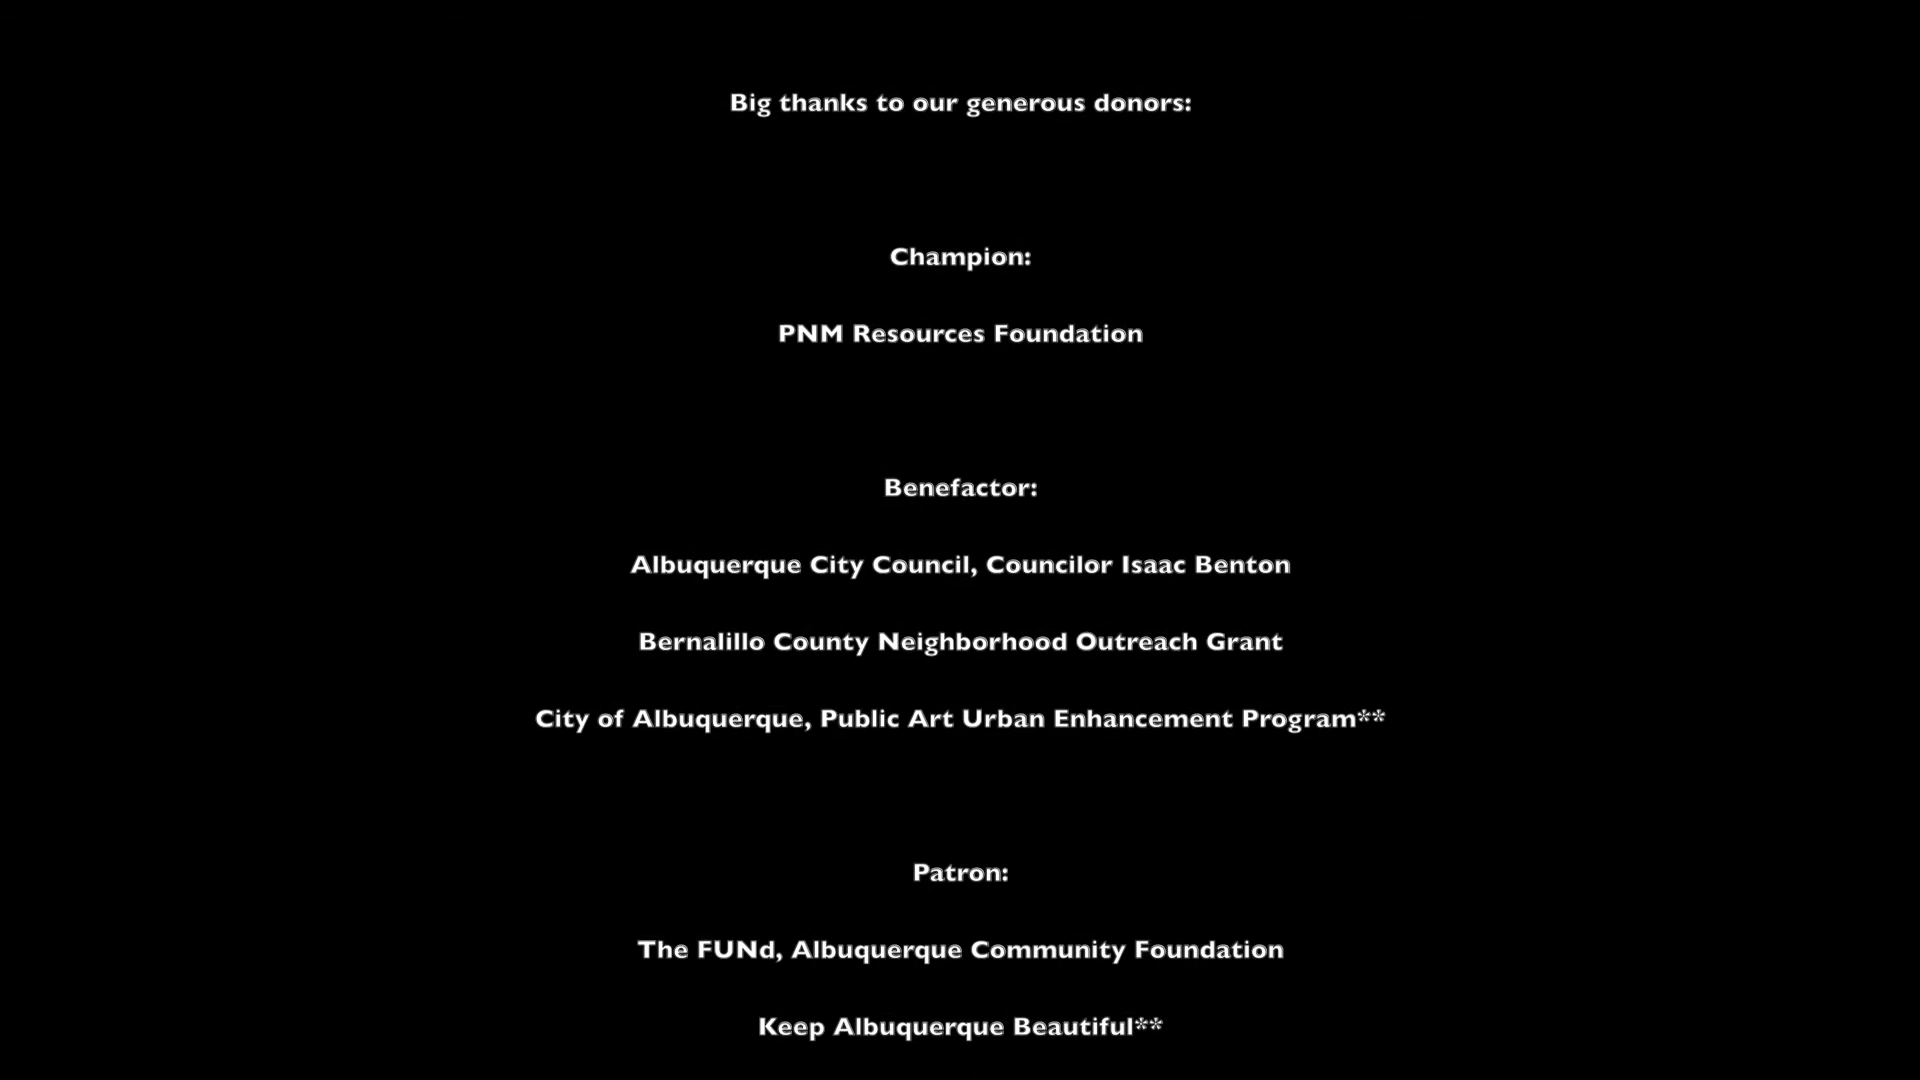 Big thanks to our generous donors:
Champion:
PNM Resources Foundation
Benefactor:
Albuquerque City Council, Councilor Isaac Benton
Bernalillo County Neighborhood Outreach Grant
City of Albuquerque, Public Art Urban Enhancement Program**
Patron:
The FUNd, Albuquerque Community Foundation
Keep Albuquerque Beautiful**